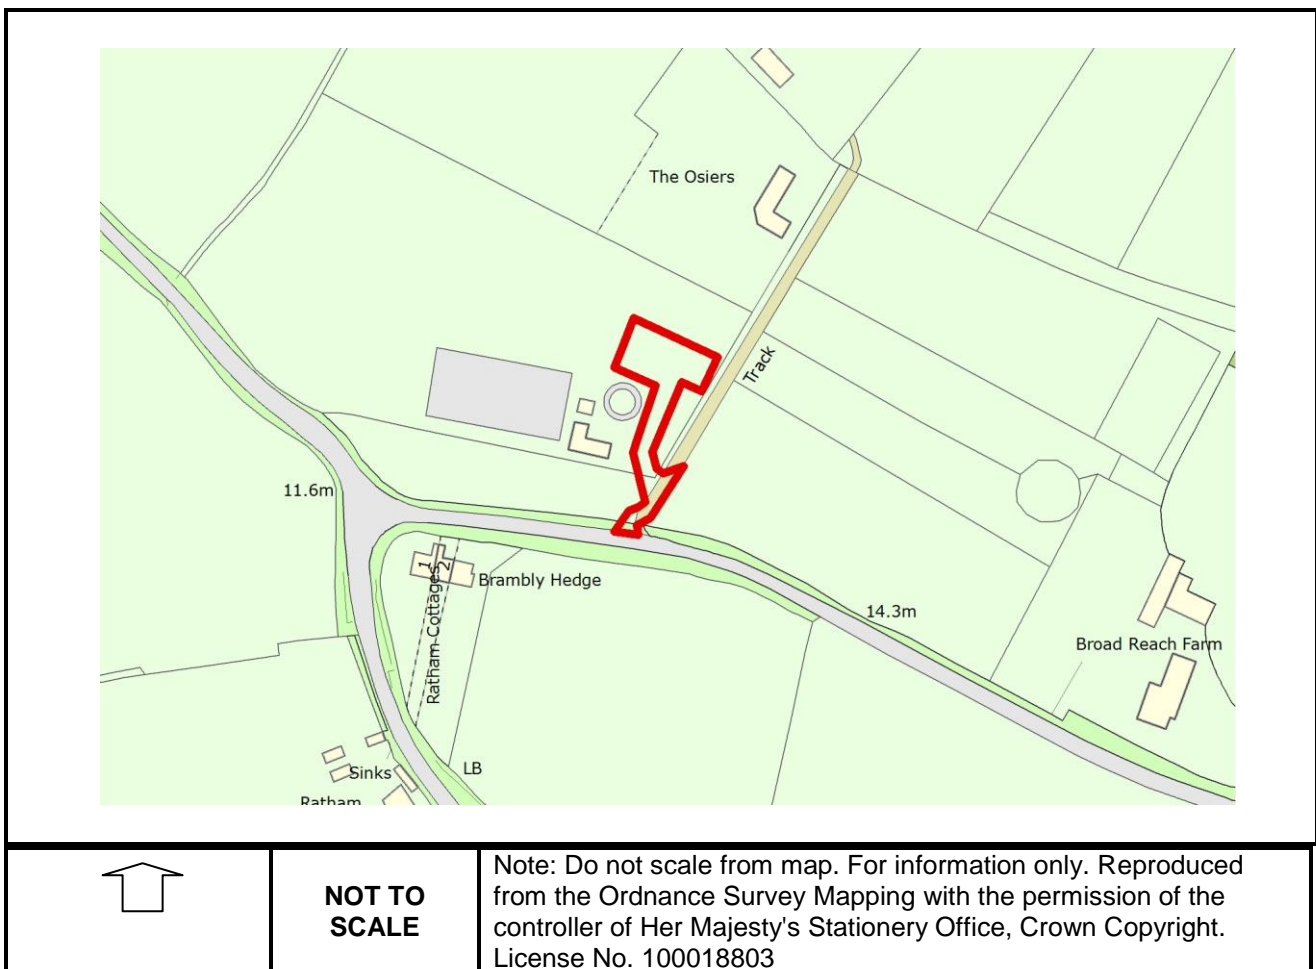 The Osiers
Track
11.6m
1
2
Brambly Hedge
Ratham Cottages
14.3m
Broad Reach Farm
Sinks
LB
Ratham
NOT TO
SCALE
Note: Do not scale from map. For information only. Reproduced
from the Ordnance Survey Mapping with the permission of the
controller of Her Majesty's Stationery Office, Crown Copyright.
License No. 100018803